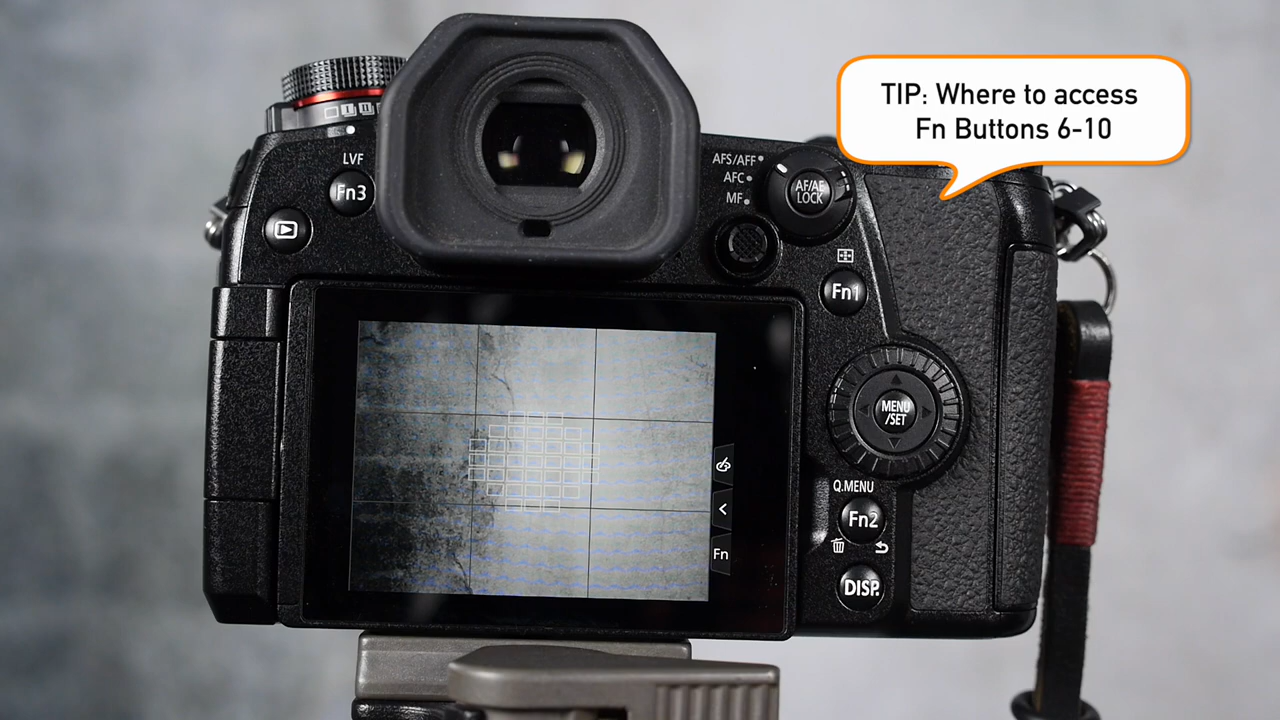 TIP: Where to access
Fn Buttons 6-10
LVF
Fn3
AFS/AFF
AFC
MF
AF/AE
LOCK
Fn1
MENU
/SET
Q.MENU
Fn2
DISP.
<
Fn